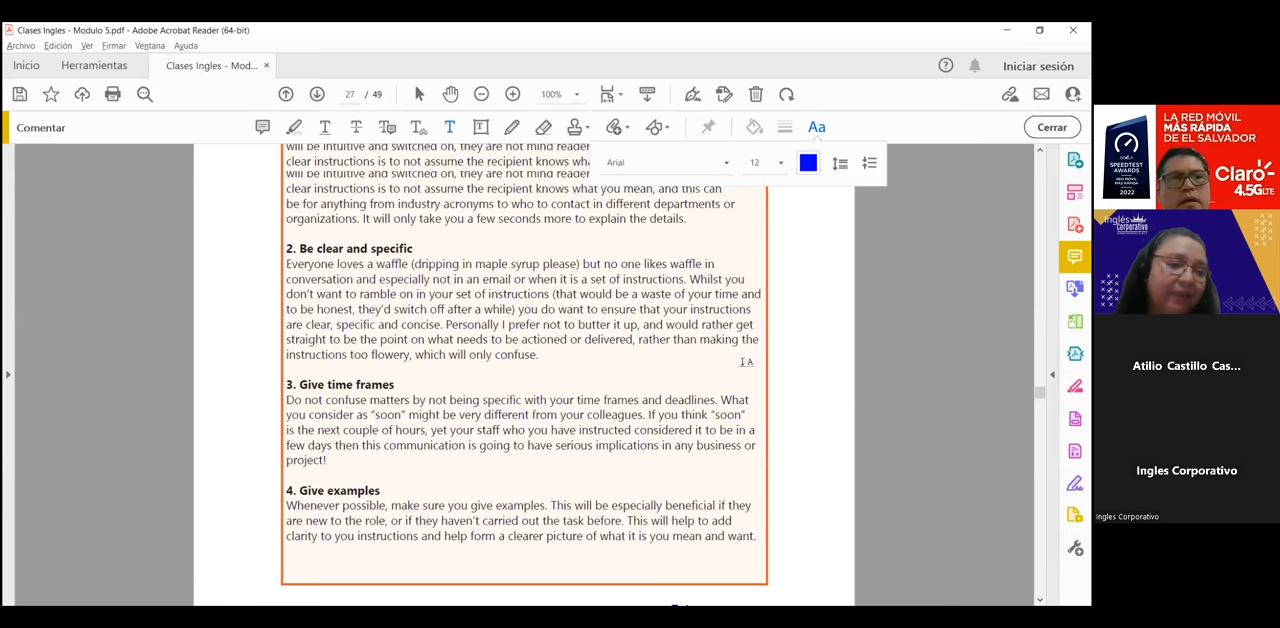 Clases Ingles - Modulo 5.pdf - Adobe Acrobat Reader (64-bit)
Archivo Edición Ver Firmar Ventana Ayuda
Inicio Herramientas Clases Ingles - Mod... × Iniciar sesión
27 / 49 100%
Comentar Aa Cerrar
Arial 12
will be intuitive and switched on, they are not mind reader
clear instructions is to not assume the recipient knows wha
will be intuitive and switched on, they are not mind reader
clear instructions is to not assume the recipient knows what you mean, and this can
be for anything from industry acronyms to who to contact in different departments or
organizations. It will only take you a few seconds more to explain the details.
2. Be clear and specific
Everyone loves a waffle (dripping in maple syrup please) but no one likes waffle in
conversation and especially not in an email or when it is a set of instructions. Whilst you
don't want to ramble on in your set of instructions (that would be a waste of your time and
to be honest, they'd switch off after a while) you do want to ensure that your instructions
are clear, specific and concise. Personally I prefer not to butter it up, and would rather get
straight to be the point on what needs to be actioned or delivered, rather than making the
instructions too flowery, which will only confuse.
3. Give time frames
Do not confuse matters by not being specific with your time frames and deadlines. What
you consider as “soon” might be very different from your colleagues. If you think “soon”
is the next couple of hours, yet your staff who you have instructed considered it to be in a
few days then this communication is going to have serious implications in any business or
project!
4. Give examples
Whenever possible, make sure you give examples. This will be especially beneficial if they
are new to the role, or if they haven't carried out the task before. This will help to add
clarity to you instructions and help form a clearer picture of what it is you mean and want.
LA RED MÓVIL
MÁS RÁPIDA
DE EL SALVADOR
SPEEDTEST
AWARDS
2022
Claro
4.5G LTE
Inglés
Corporativo
Atilio Castillo Cas...
Ingles Corporativo
Ingles Corporativo